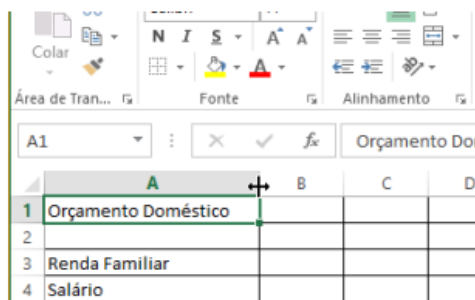 Colar
N I S A A
A
Área de Tran... Fonte Alinhamento
A1 fx Orçamento Do
A B C D
1 Orçamento Doméstico
2
3 Renda Familiar
4 Salário